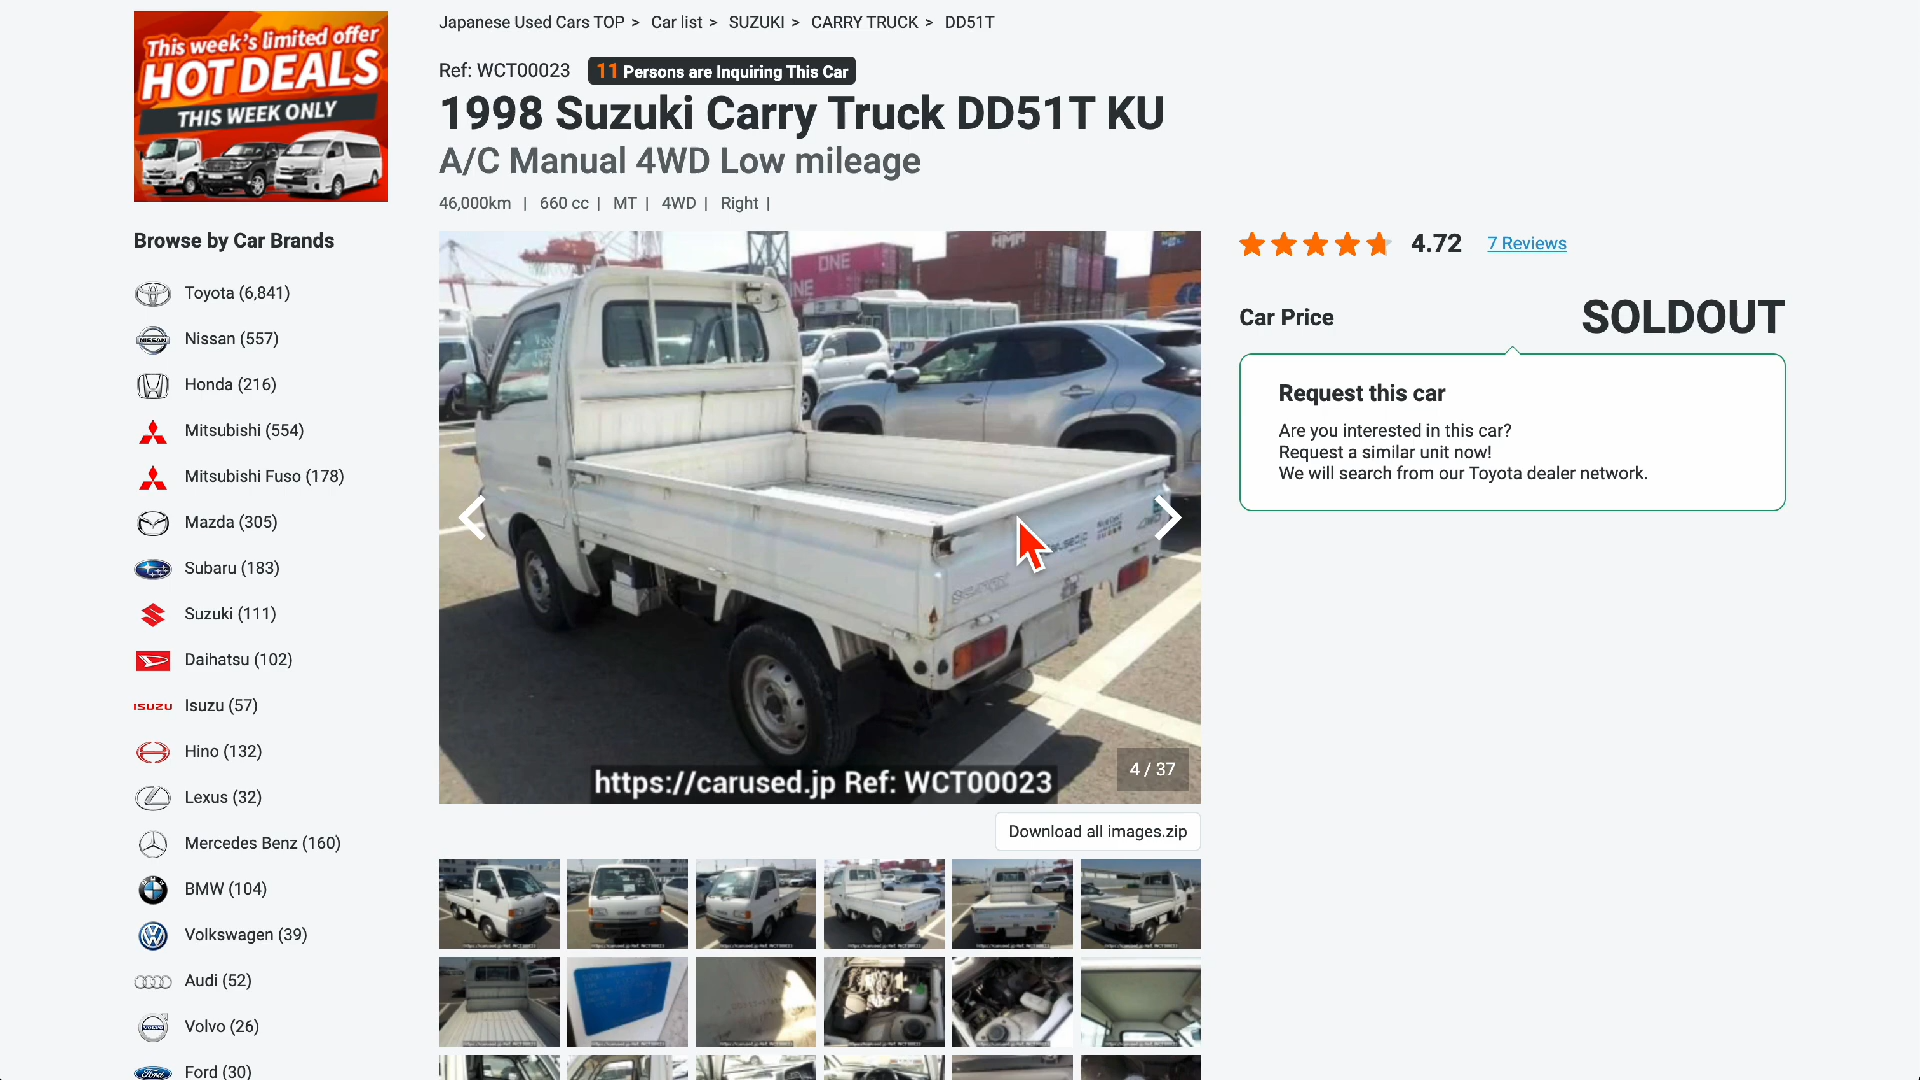 This week's limited offer
HOT DEALS
THIS WEEK ONLY
Japanese Used Cars TOP > Car list > SUZUKI > CARRY TRUCK > DD51T
Ref: WCT00023 11 Persons are Inquiring This Car
1998 Suzuki Carry Truck DD51T KU
A/C Manual 4WD Low mileage
46,000km | 660 cc | MT | 4WD | Right |
Browse by Car Brands
Toyota (6,841)
Nissan (557)
Honda (216)
Mitsubishi (554)
Mitsubishi Fuso (178)
Mazda (305)
Subaru (183)
Suzuki (111)
Daihatsu (102)
ISUZU Isuzu (57)
Hino (132)
Lexus (32)
Mercedes Benz (160)
BMW (104)
Volkswagen (39)
Audi (52)
Volvo (26)
Ford (30)
ONE
HMM
4WD
https://carused.jp Ref: WCT00023
4 / 37
Download all images.zip
4.72 7 Reviews
Car Price SOLDOUT
Request this car
Are you interested in this car?
Request a similar unit now!
We will search from our Toyota dealer network.